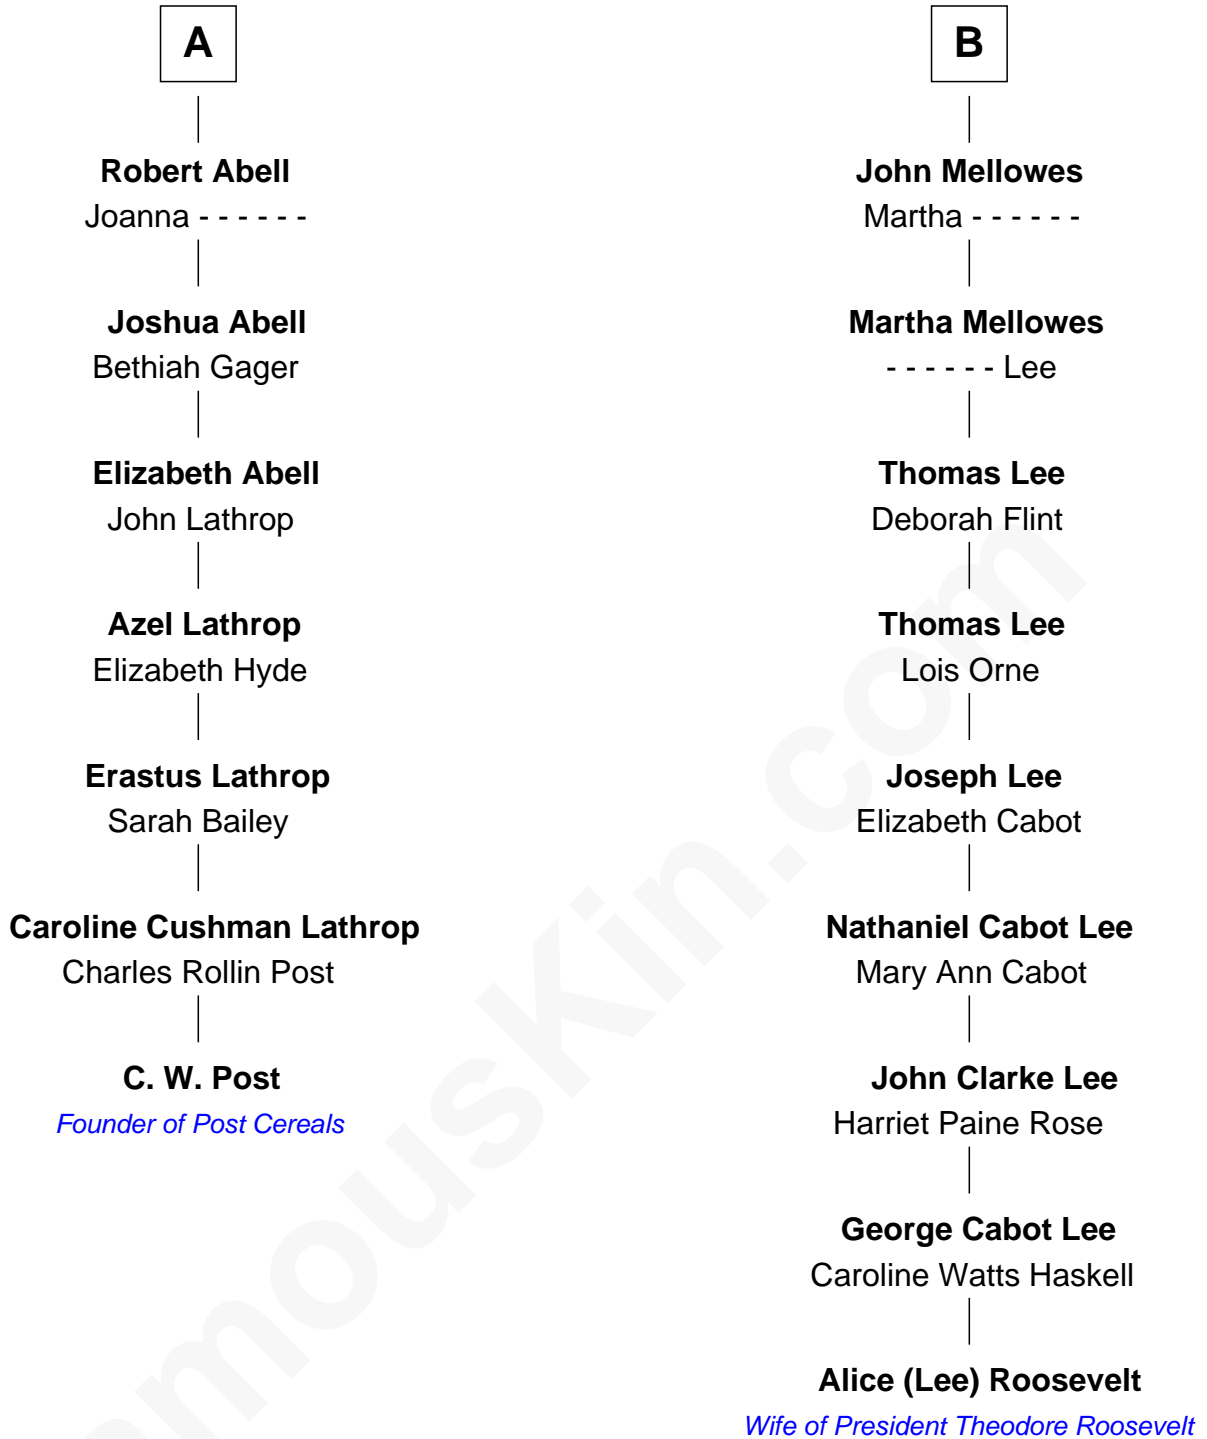 A
Robert Abell
Joanna - - - - - -
Joshua Abell
Bethiah Gager
Elizabeth Abell
John Lathrop
Azel Lathrop
Elizabeth Hyde
Erastus Lathrop
Sarah Bailey
Caroline Cushman Lathrop
Charles Rollin Post
C. W. Post
Founder of Post Cereals
B
John Mellowes
Martha - - - - - -
Martha Mellowes
- - - - - - Lee
Thomas Lee
Deborah Flint
Thomas Lee
Lois Orne
Joseph Lee
Elizabeth Cabot
Nathaniel Cabot Lee
Mary Ann Cabot
John Clarke Lee
Harriet Paine Rose
George Cabot Lee
Caroline Watts Haskell
Alice (Lee) Roosevelt
Wife of President Theodore Roosevelt
amousKin.com